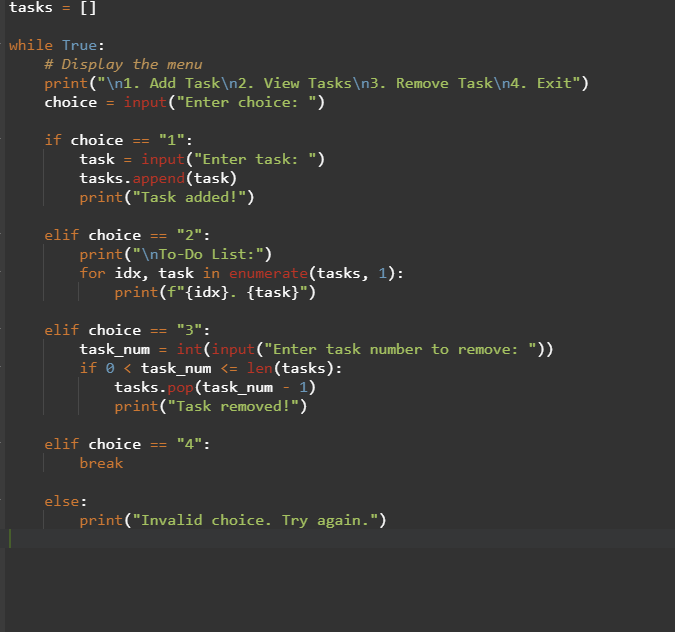 tasks = []
while True:
    # Display the menu
    print("\n1. Add Task\n2. View Tasks\n3. Remove Task\n4. Exit")
    choice = input("Enter choice: ")
    if choice == "1":
        task = input("Enter task: ")
        tasks.append(task)
        print("Task added!")
    elif choice == "2":
        print("\nTo-Do List:")
        for idx, task in enumerate(tasks, 1):
            print(f"{idx}. {task}")
    elif choice == "3":
        task_num = int(input("Enter task number to remove: "))
        if 0 < task_num <= len(tasks):
            tasks.pop(task_num - 1)
            print("Task removed!")
    elif choice == "4":
        break
    else:
        print("Invalid choice. Try again.")